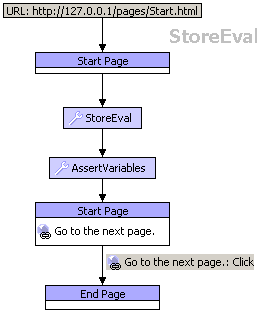 URL: http://127.0.0.1/pages/Start.html
StoreEval
Start Page
StoreEval
AssertVariables
Start Page
Go to the next page.
Go to the next page.: Click
End Page